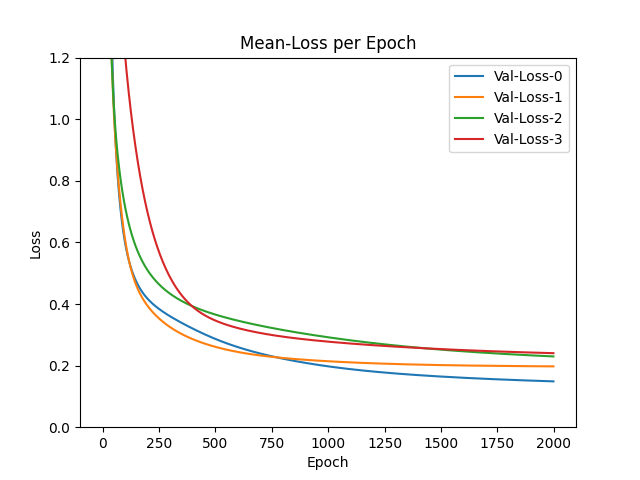 Mean-Loss per Epoch
1.2
1.0
0.8
0.6
0.4
0.2
0.0
Loss
Val-Loss-0
Val-Loss-1
Val-Loss-2
Val-Loss-3
0 250 500 750 1000 1250 1500 1750 2000
Epoch